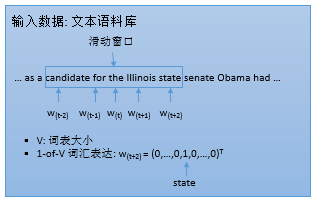 输入数据: 文本语料库
滑动窗口
... as a candidate for the Illinois state senate Obama had ...
w(t-2) w(t-1) w(t) w(t+1) w(t+2)
▪ V: 词表大小
▪ 1-of-V 词汇表达: w(t+2) = (0,...,0,1,0,...,0)ᵀ
state